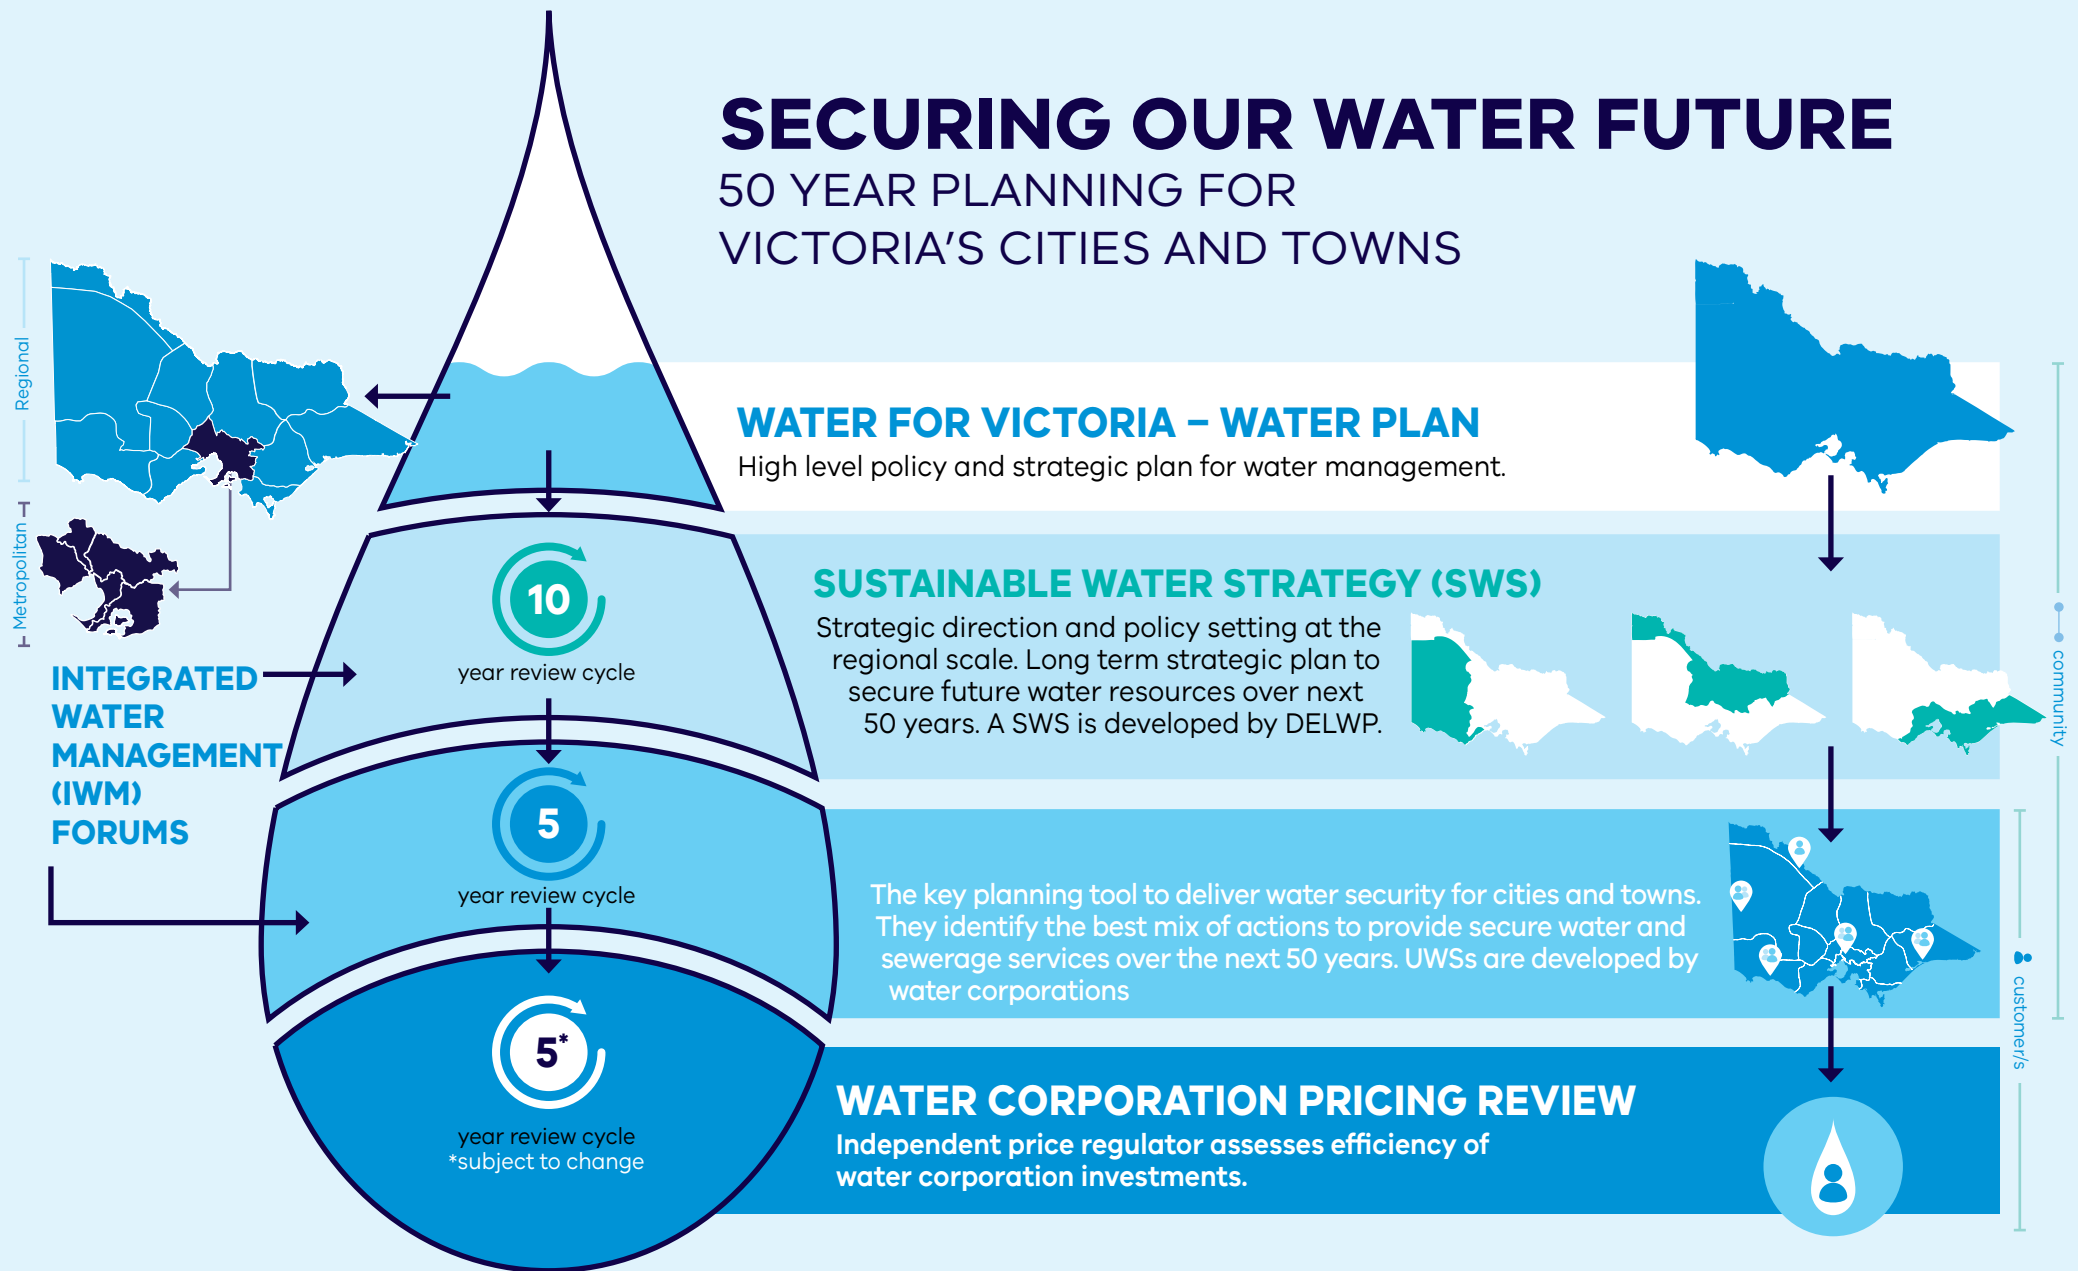 SECURING OUR WATER FUTURE
50 YEAR PLANNING FOR
VICTORIA'S CITIES AND TOWNS
Regional
Metropolitan
INTEGRATED
WATER
MANAGEMENT
(IWM)
FORUMS
WATER FOR VICTORIA – WATER PLAN
High level policy and strategic plan for water management.
10
year review cycle
SUSTAINABLE WATER STRATEGY (SWS)
Strategic direction and policy setting at the
regional scale. Long term strategic plan to
secure future water resources over next
50 years. A SWS is developed by DELWP.
5
year review cycle
The key planning tool to deliver water security for cities and towns.
They identify the best mix of actions to provide secure water and
sewerage services over the next 50 years. UWSs are developed by
water corporations
5*
year review cycle
*subject to change
WATER CORPORATION PRICING REVIEW
Independent price regulator assesses efficiency of
water corporation investments.
community
customer/s